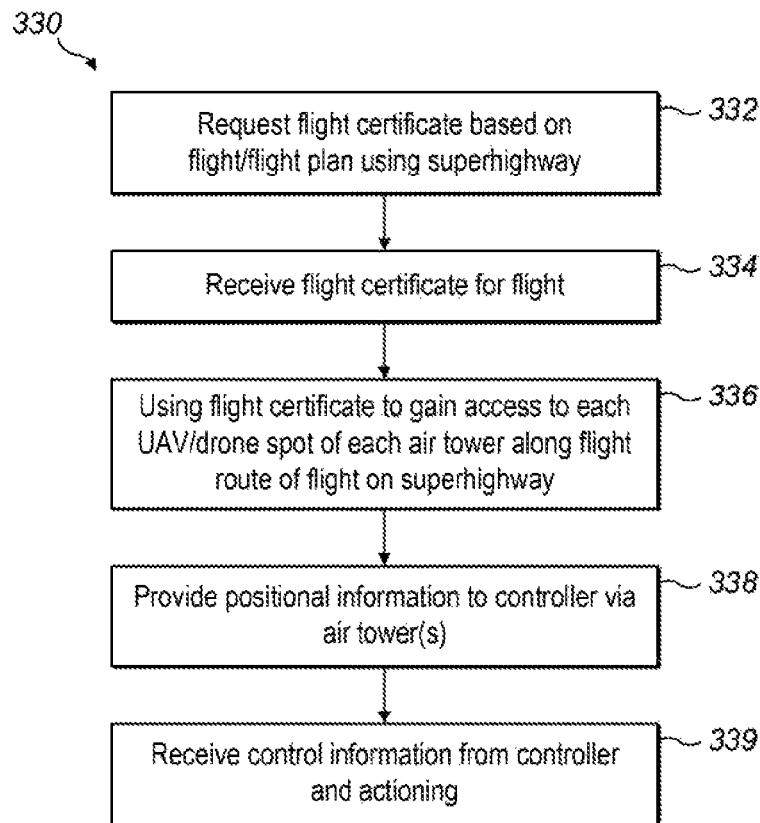 330
Request flight certificate based on
flight/flight plan using superhighway
332
Receive flight certificate for flight
334
Using flight certificate to gain access to each
UAV/drone spot of each air tower along flight
route of flight on superhighway
336
Provide positional information to controller via
air tower(s)
338
Receive control information from controller
and actioning
339